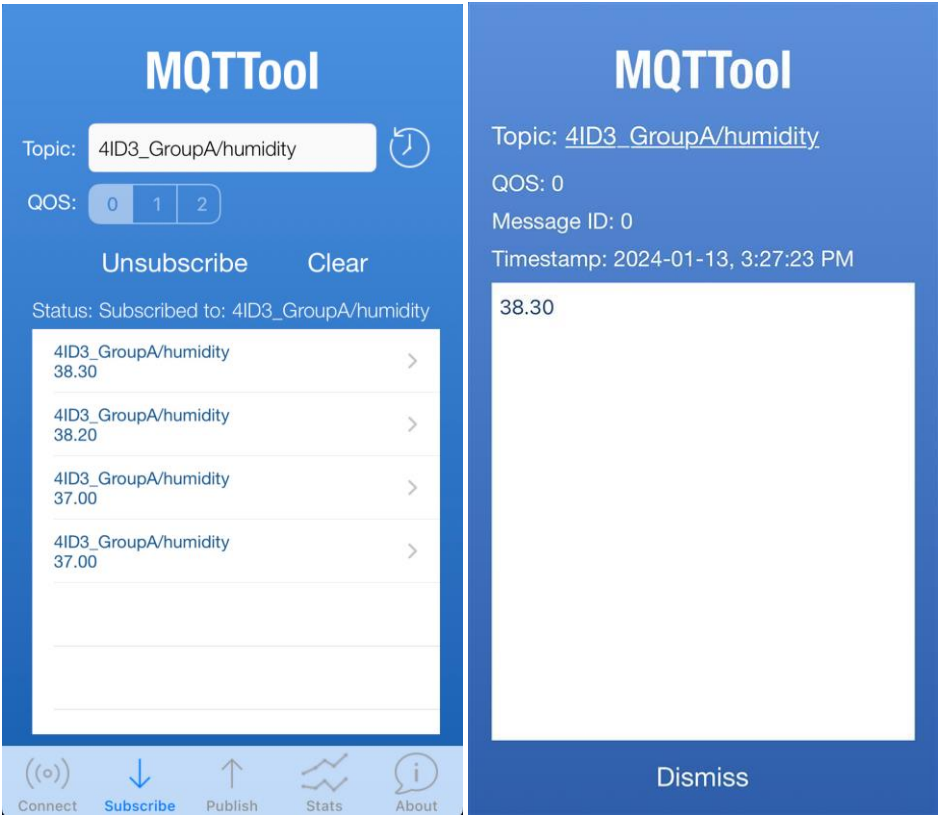 MQTTool
Topic: 4ID3_GroupA/humidity
QOS: 0 1 2
Unsubscribe Clear
Status: Subscribed to: 4ID3_GroupA/humidity
4ID3_GroupA/humidity
38.30
4ID3_GroupA/humidity
38.20
4ID3_GroupA/humidity
37.00
4ID3_GroupA/humidity
37.00
Connect Subscribe Publish Stats About
MQTTool
Topic: 4ID3_GroupA/humidity
QOS: 0
Message ID: 0
Timestamp: 2024-01-13, 3:27:23 PM
38.30
Dismiss